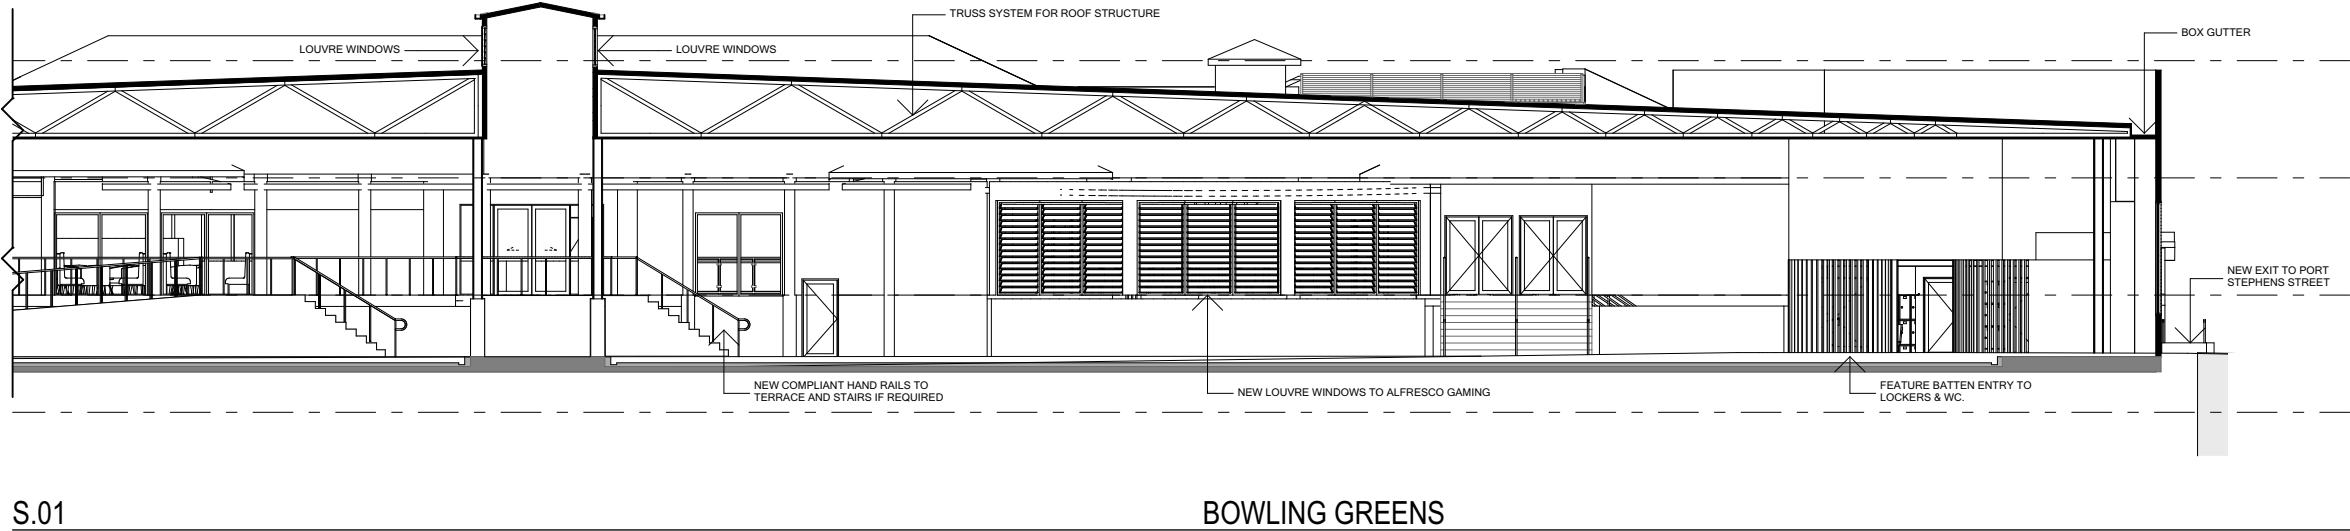 TRUSS SYSTEM FOR ROOF STRUCTURE
LOUVRE WINDOWS
LOUVRE WINDOWS
BOX GUTTER
NEW EXIT TO PORT
STEPHENS STREET
NEW COMPLIANT HAND RAILS TO
TERRACE AND STAIRS IF REQUIRED
NEW LOUVRE WINDOWS TO ALFRESCO GAMING
FEATURE BATTEN ENTRY TO
LOCKERS & WC.
S.01
BOWLING GREENS